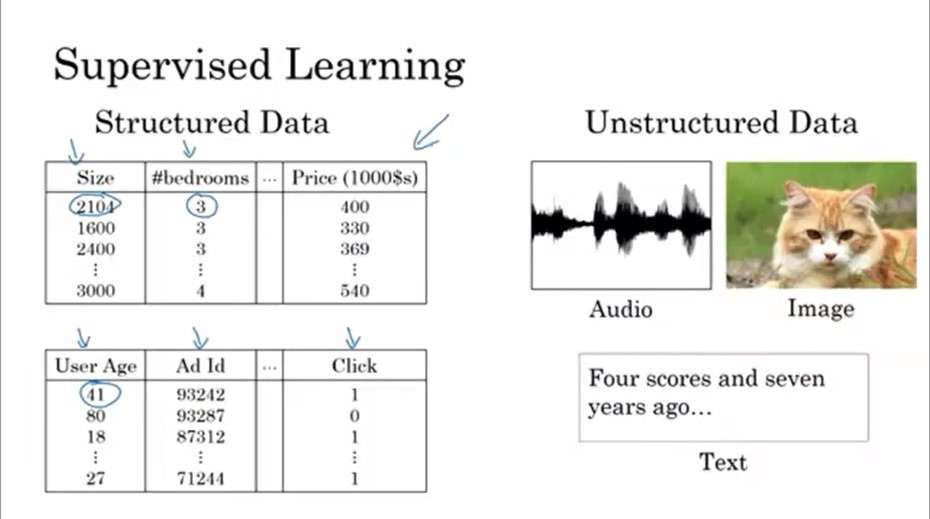 Supervised Learning
Structured Data
Size #bedrooms ... Price (1000$s)
2104 3 400
1600 3 330
2400 3 369
⋮ ⋮ ⋮
3000 4 540
User Age Ad Id ... Click
41 93242 1
80 93287 0
18 87312 1
⋮ ⋮ ⋮
27 71244 1
Unstructured Data
Audio
Image
Four scores and seven
years ago...
Text